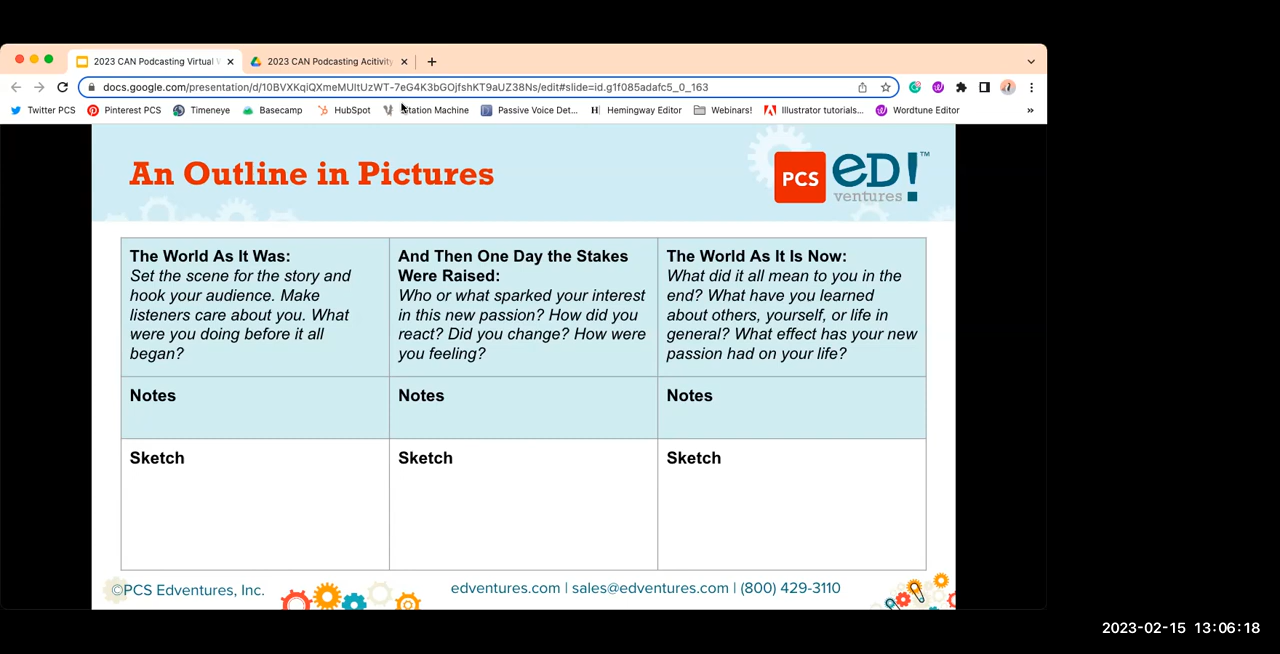 2023 CAN Podcasting Virtual
2023 CAN Podcasting Acitivity
docs.google.com/presentation/d/10BVXKqiQXmeMUltUzWT-7eG4K3bGOjfshKT9aUZ38Ns/edit#slide=id.g1f085adafc5_0_163
Twitter PCS Pinterest PCS Timeneye Basecamp HubSpot Machine Passive Voice Det... Hemingway Editor Webinars! Illustrator tutorials... Wordtune Editor »
An Outline in Pictures
PCS eD! ™
ventures
The World As It Was:
Set the scene for the story and
hook your audience. Make
listeners care about you. What
were you doing before it all
began?
And Then One Day the Stakes
Were Raised:
Who or what sparked your interest
in this new passion? How did you
react? Did you change? How were
you feeling?
The World As It Is Now:
What did it all mean to you in the
end? What have you learned
about others, yourself, or life in
general? What effect has your new
passion had on your life?
Notes Notes Notes
Sketch Sketch Sketch
©PCS Edventures, Inc.
edventures.com | sales@edventures.com | (800) 429-3110
2023-02-15 13:06:18